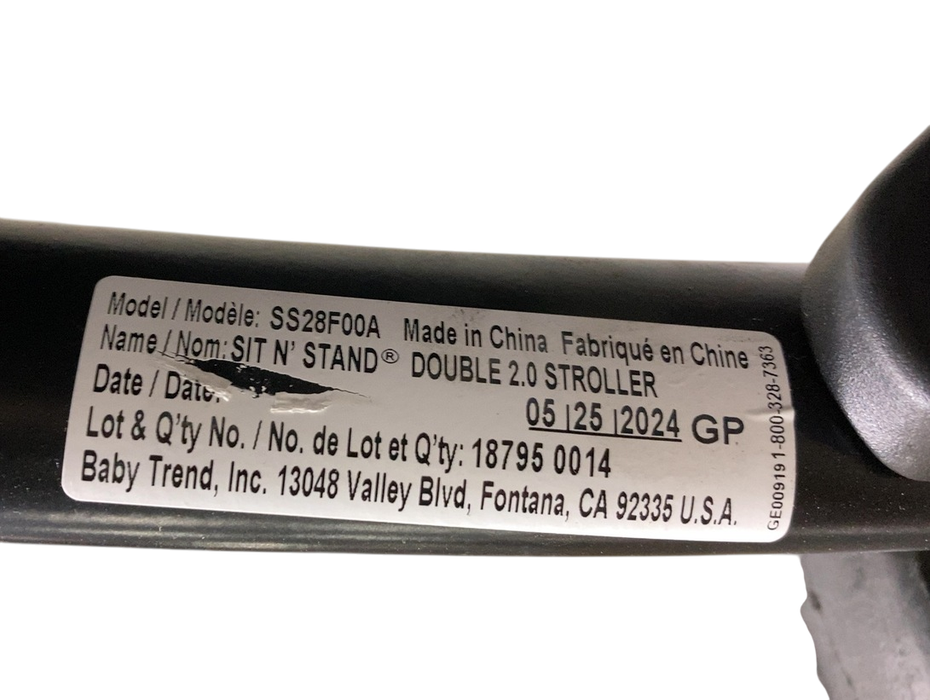 Model / Modèle: SS28F00A Made in China Fabriqué en Chine
Name / Nom: SIT N' STAND® DOUBLE 2.0 STROLLER
Date / Date: 05 | 25 | 2024 GP
Lot & Q'ty No. / No. de Lot et Q'ty: 18795 0014
Baby Trend, Inc. 13048 Valley Blvd, Fontana, CA 92335 U.S.A.
GE00919 1-800-328-7363